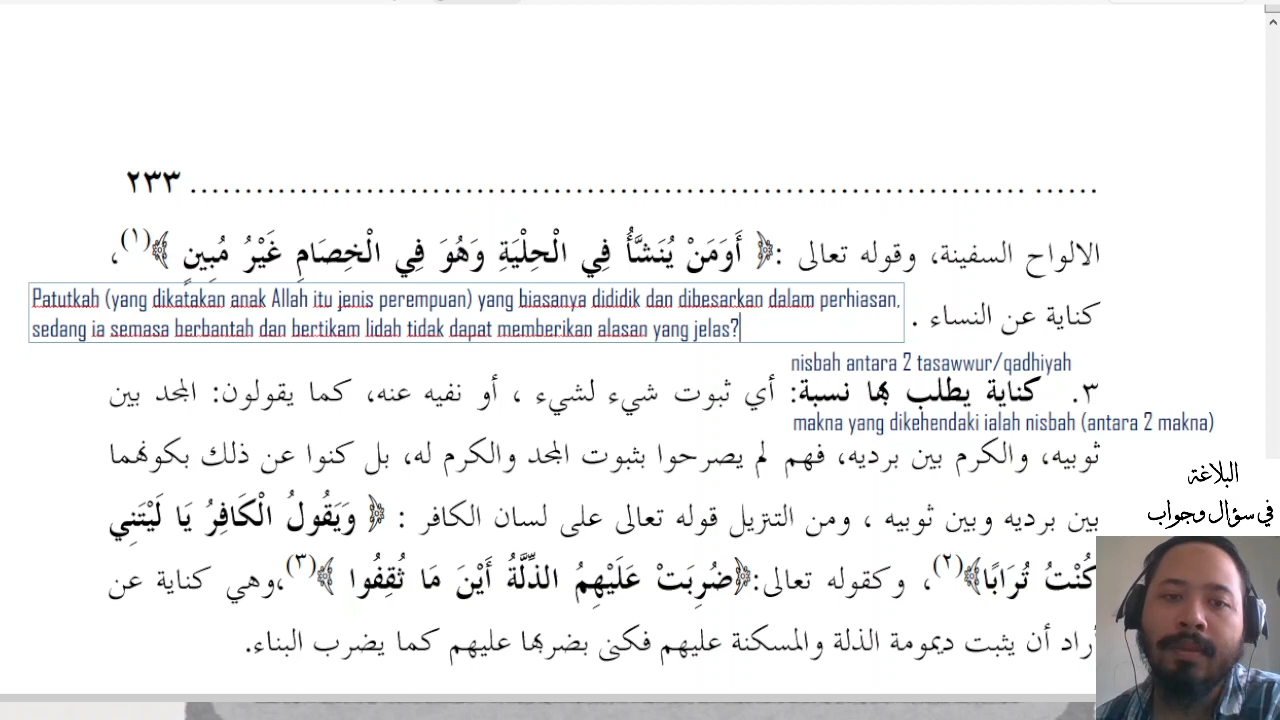 ٢٣٣ ......................................................................................
الالواح السفينة، وقوله تعالى :﴿ أَوَمَنْ يُنَشَّأُ فِي الْحِلْيَةِ وَهُوَ فِي الْخِصَامِ غَيْرُ مُبِينٍ ﴾(١)،
Patutkah (yang dikatakan anak Allah itu jenis perempuan) yang biasanya dididik dan dibesarkan dalam perhiasan,
sedang ia semasa berbantah dan bertikam lidah tidak dapat memberikan alasan yang jelas?
كناية عن النساء .
nisbah antara 2 tasawwur/qadhiyah
٣. كناية يطلب بها نسبة: أي ثبوت شيء لشيء ، أو نفيه عنه، كما يقولون: المجد بين
makna yang dikehendaki ialah nisbah (antara 2 makna)
ثوبيه، والكرم بين برديه، فهم لم يصرحوا بثبوت المجد والكرم له، بل كنوا عن ذلك بكونهما
بين برديه وبين ثوبيه ، ومن التنزيل قوله تعالى على لسان الكافر : ﴿ وَيَقُولُ الْكَافِرُ يَا لَيْتَنِي
كُنْتُ تُرَابًا﴾(٢)، وكقوله تعالى:﴿ضُرِبَتْ عَلَيْهِمُ الذِّلَّةُ أَيْنَ مَا ثُقِفُوا ﴾(٣)،وهي كناية عن
أراد أن يثبت ديمومة الذلة والمسكنة عليهم فكنى بضربها عليهم كما يضرب البناء.
البلاغة
في سؤال وجواب